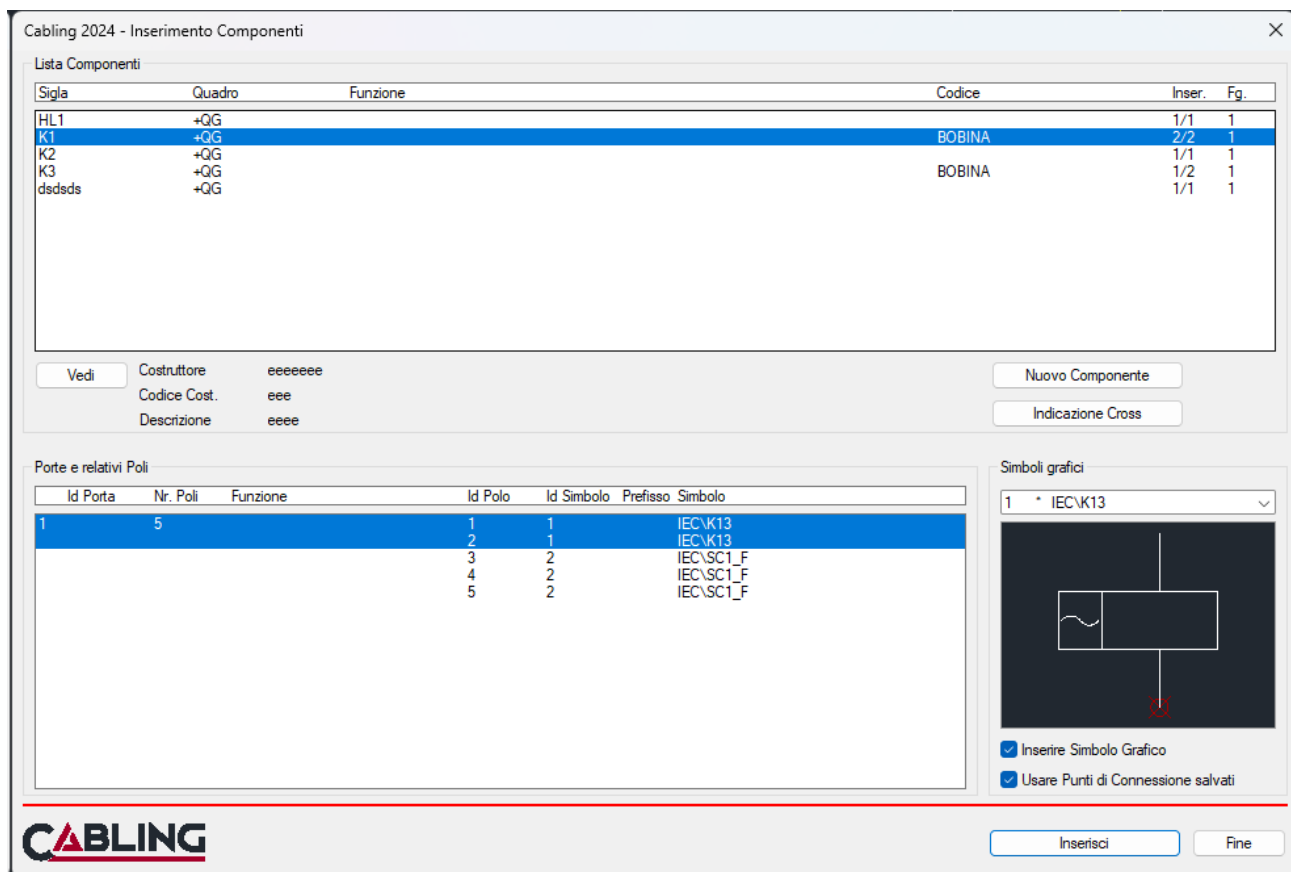 Cabling 2024 - Inserimento Componenti
Lista Componenti
Sigla Quadro Funzione Codice Inser. Fg.
HL1 +QG 1/1 1
K1 +QG BOBINA 2/2 1
K2 +QG 1/1 1
K3 +QG BOBINA 1/2 1
dsdsds +QG 1/1 1
Vedi Costruttore eeeeeee Nuovo Componente
Codice Cost. eee
Indicazione Cross
Descrizione eeee
Porte e relativi Poli Simboli grafici
Id Porta Nr. Poli Funzione Id Polo Id Simbolo Prefisso Simbolo
1 * IEC\K13
1 5 1 1 IEC\K13
2 1 IEC\K13
3 2 IEC\SC1_F
4 2 IEC\SC1_F
5 2 IEC\SC1_F
Inserire Simbolo Grafico
Usare Punti di Connessione salvati
CABLING
Inserisci Fine